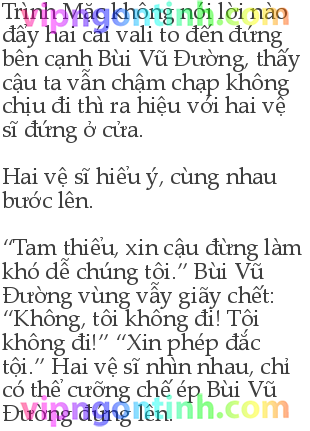 Trình Mặc không nói lời nào
đẩy hai cái vali to đến đứng
bên cạnh Bùi Vũ Đường, thấy
cậu ta vẫn chậm chạp không
chịu đi thì ra hiệu với hai vệ
sĩ đứng ở cửa.

Hai vệ sĩ hiểu ý, cùng nhau
bước lên.

“Tam thiếu, xin cậu đừng làm
khó dễ chúng tôi.” Bùi Vũ
Đường vùng vẫy giãy chết:
“Không, tôi không đi! Tôi
không đi!” “Xin phép đắc
tội.” Hai vệ sĩ nhìn nhau, chỉ
có thể cưỡng chế ép Bùi Vũ
Đường đứng lên.
vipngontinh.com
vipngontinh.com